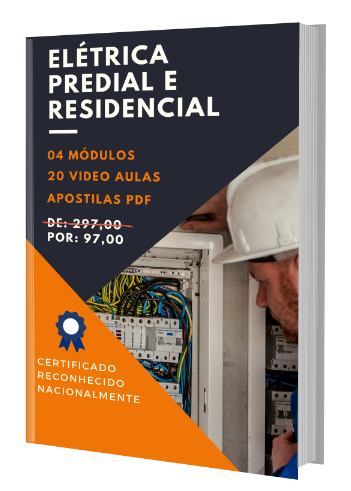 ELÉTRICA
PREDIAL E
RESIDENCIAL
04 MÓDULOS
20 VIDEO AULAS
APOSTILAS PDF
DE: 297,00
POR: 97,00
CERTIFICADO
RECONHECIDO
NACIONALMENTE